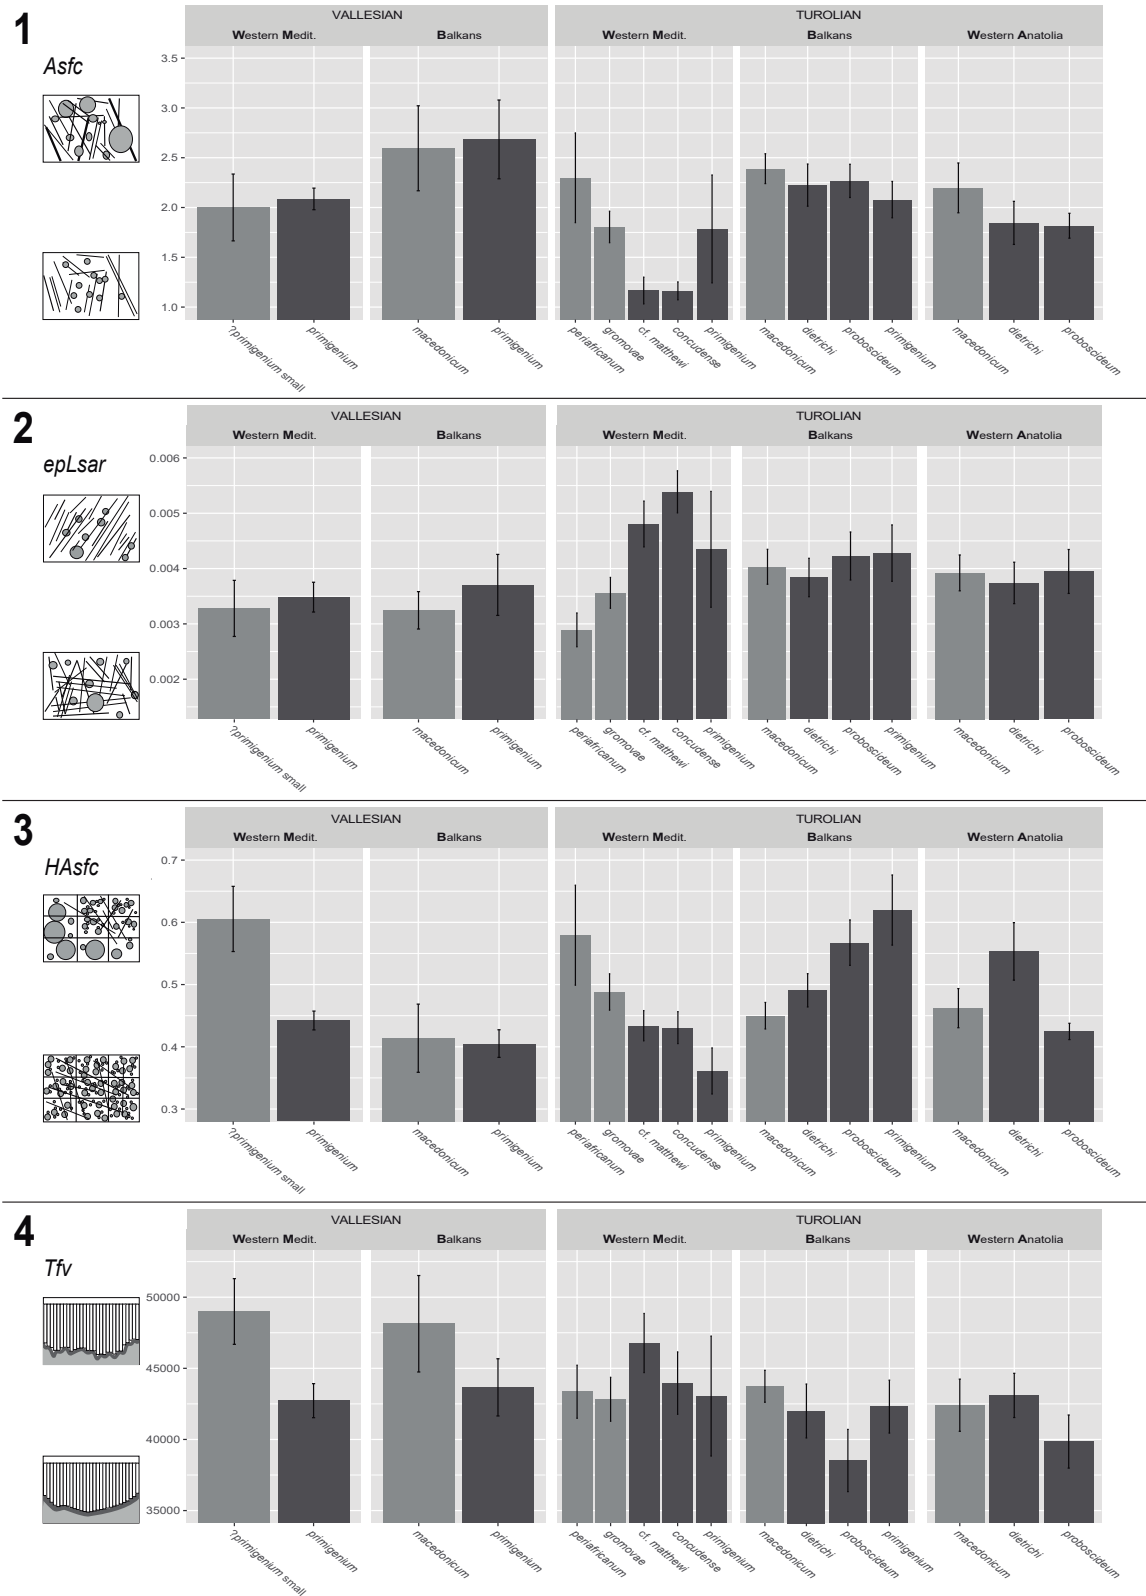 1
Asfc
VALLESIAN
TUROLIAN
Western Medit.
Balkans
Western Medit.
Balkans
Western Anatolia
3.5
3.0
2.5
2.0
1.5
1.0
?primigenium small
primigenium
macedonicum
primigenium
periafricanum
gromovae
cf. matthewi
concudense
primigenium
macedonicum
dietrichi
proboscideum
primigenium
macedonicum
dietrichi
proboscideum
2
epLsar
VALLESIAN
TUROLIAN
Western Medit.
Balkans
Western Medit.
Balkans
Western Anatolia
0.006
0.005
0.004
0.003
0.002
?primigenium small
primigenium
macedonicum
primigenium
periafricanum
gromovae
cf. matthewi
concudense
primigenium
macedonicum
dietrichi
proboscideum
primigenium
macedonicum
dietrichi
proboscideum
3
HAsfc
VALLESIAN
TUROLIAN
Western Medit.
Balkans
Western Medit.
Balkans
Western Anatolia
0.7
0.6
0.5
0.4
0.3
?primigenium small
primigenium
macedonicum
primigenium
periafricanum
gromovae
cf. matthewi
concudense
primigenium
macedonicum
dietrichi
proboscideum
primigenium
macedonicum
dietrichi
proboscideum
4
Tfv
VALLESIAN
TUROLIAN
Western Medit.
Balkans
Western Medit.
Balkans
Western Anatolia
50000
45000
40000
35000
?primigenium small
primigenium
macedonicum
primigenium
periafricanum
gromovae
cf. matthewi
concudense
primigenium
macedonicum
dietrichi
proboscideum
primigenium
macedonicum
dietrichi
proboscideum